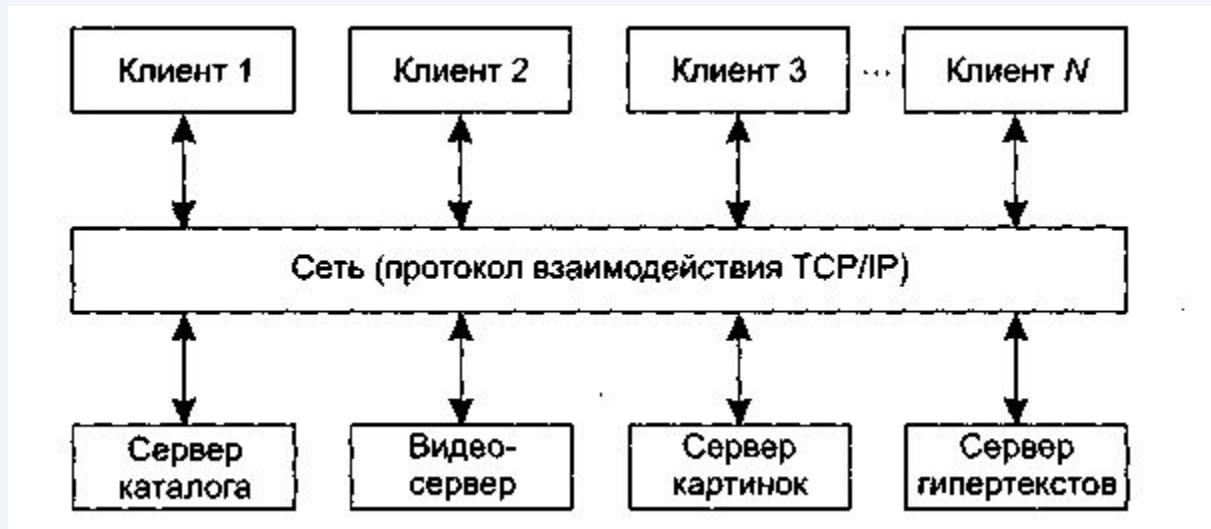 Клиент 1
Клиент 2
Клиент 3
...
Клиент N
Сеть (протокол взаимодействия TCP/IP)
Сервер
каталога
Видео-
сервер
Сервер
картинок
Сервер
гипертекстов